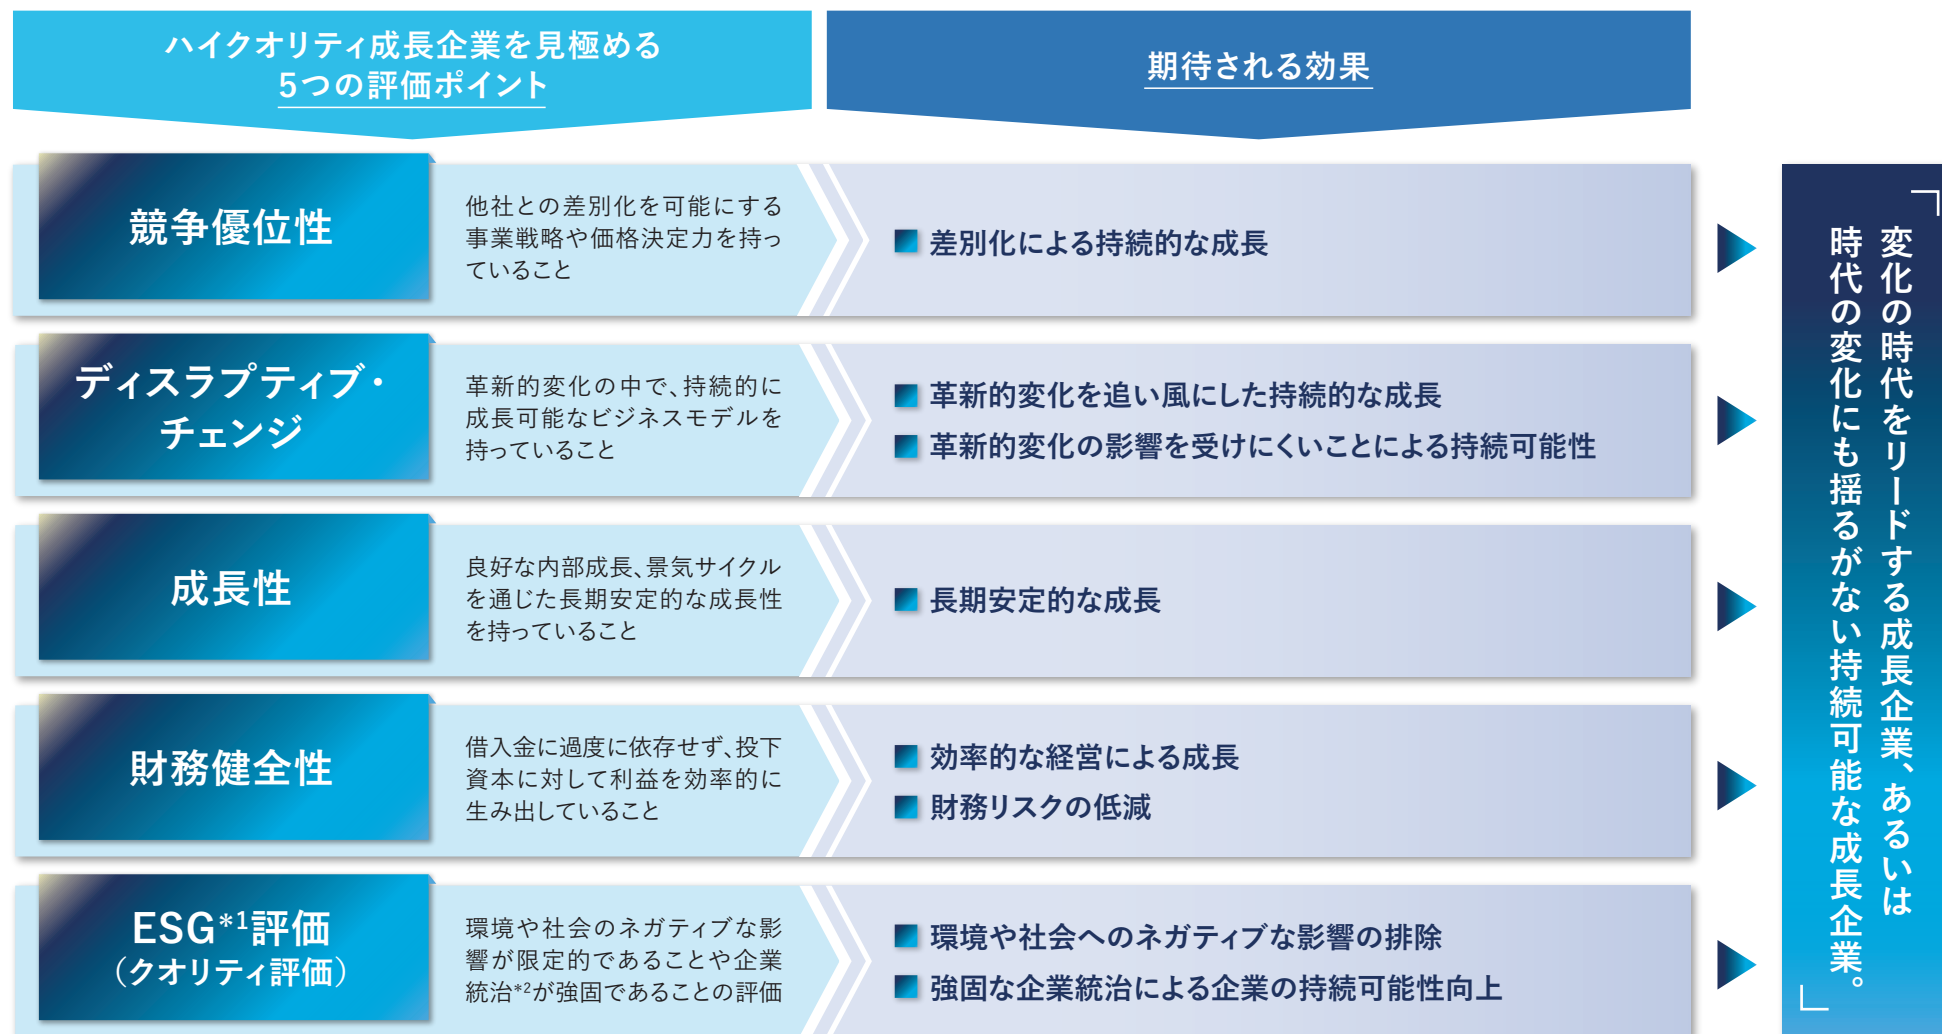 ハイクオリティ成長企業を見極める
5つの評価ポイント
期待される効果
競争優位性
他社との差別化を可能にする
事業戦略や価格決定力を持っ
ていること
差別化による持続的な成長
ディスラプティブ・
チェンジ
革新的変化の中で、持続的に
成長可能なビジネスモデルを
持っていること
革新的変化を追い風にした持続的な成長
革新的変化の影響を受けにくいことによる持続可能性
成長性
良好な内部成長、景気サイクル
を通じた長期安定的な成長性
を持っていること
長期安定的な成長
財務健全性
借入金に過度に依存せず、投下
資本に対して利益を効率的に
生み出していること
効率的な経営による成長
財務リスクの低減
ESG*1評価
（クオリティ評価）
環境や社会のネガティブな影
響が限定的であることや企業
統治*2が強固であることの評価
環境や社会へのネガティブな影響の排除
強固な企業統治による企業の持続可能性向上
「変化の時代をリードする成長企業、あるいは
時代の変化にも揺るがない持続可能な成長企業。」